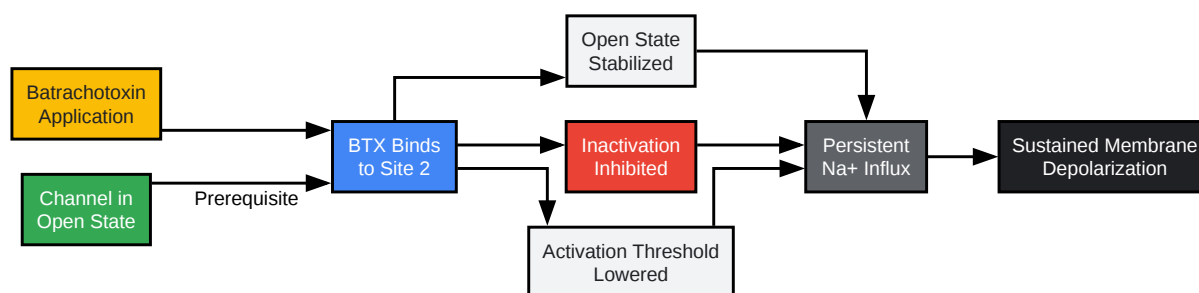 Batrachotoxin
Application
Channel in
Open State
Prerequisite
BTX Binds
to Site 2
Open State
Stabilized
Inactivation
Inhibited
Activation Threshold
Lowered
Persistent
Na+ Influx
Sustained Membrane
Depolarization